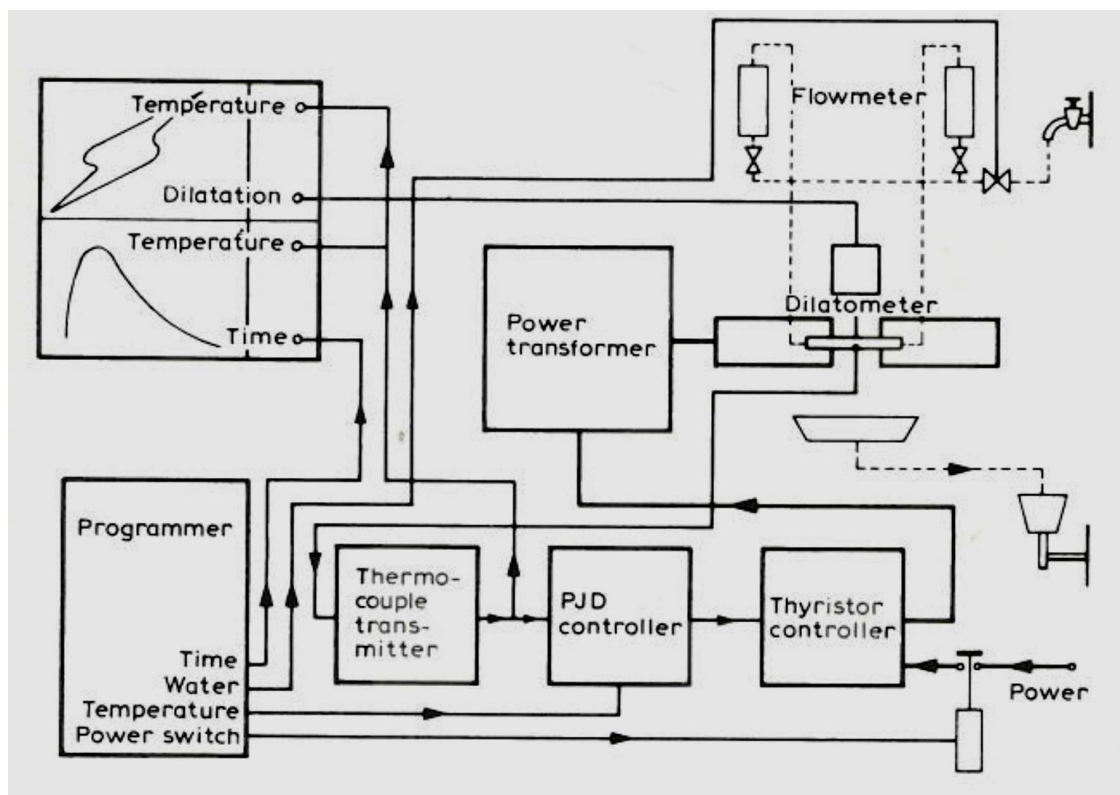 Temperature
Dilatation
Temperature
Time
Flowmeter
Dilatometer
Power
transformer
Programmer
Time
Water
Temperature
Power switch
Thermo-
couple
trans-
mitter
PJD
controller
Thyristor
controller
Power